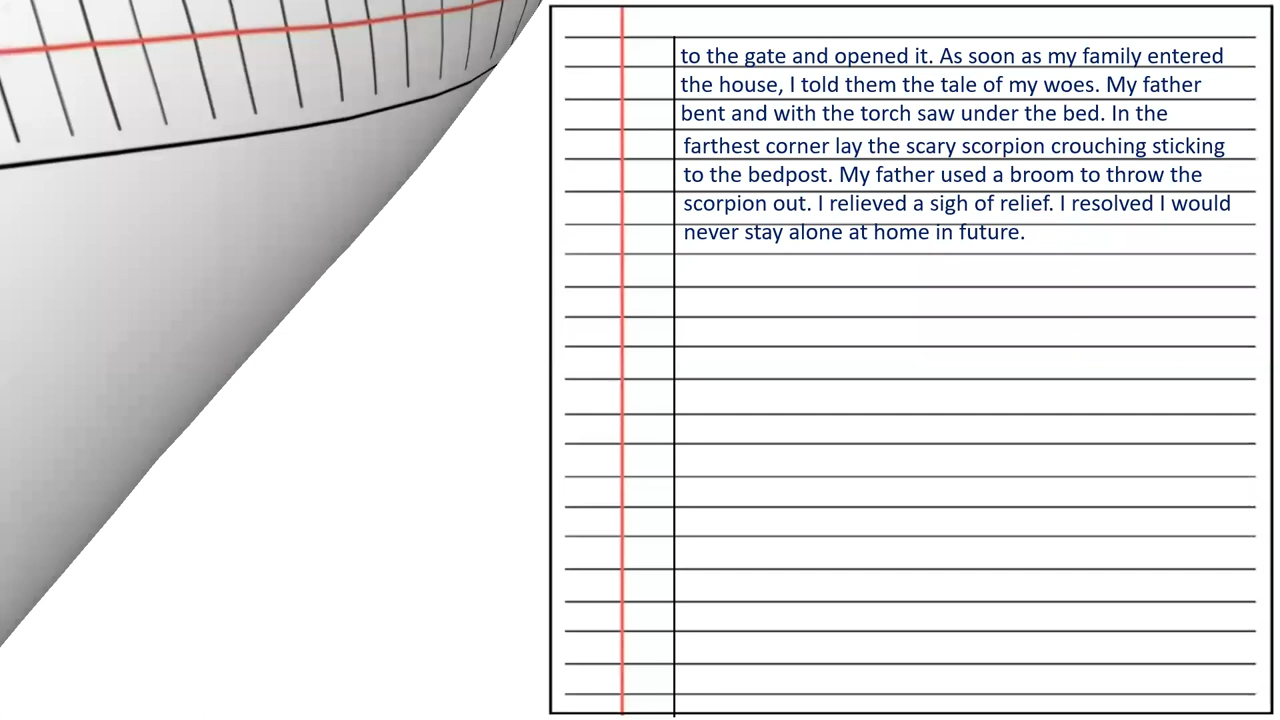 to the gate and opened it. As soon as my family entered
the house, I told them the tale of my woes. My father
bent and with the torch saw under the bed. In the
farthest corner lay the scary scorpion crouching sticking
to the bedpost. My father used a broom to throw the
scorpion out. I relieved a sigh of relief. I resolved I would
never stay alone at home in future.